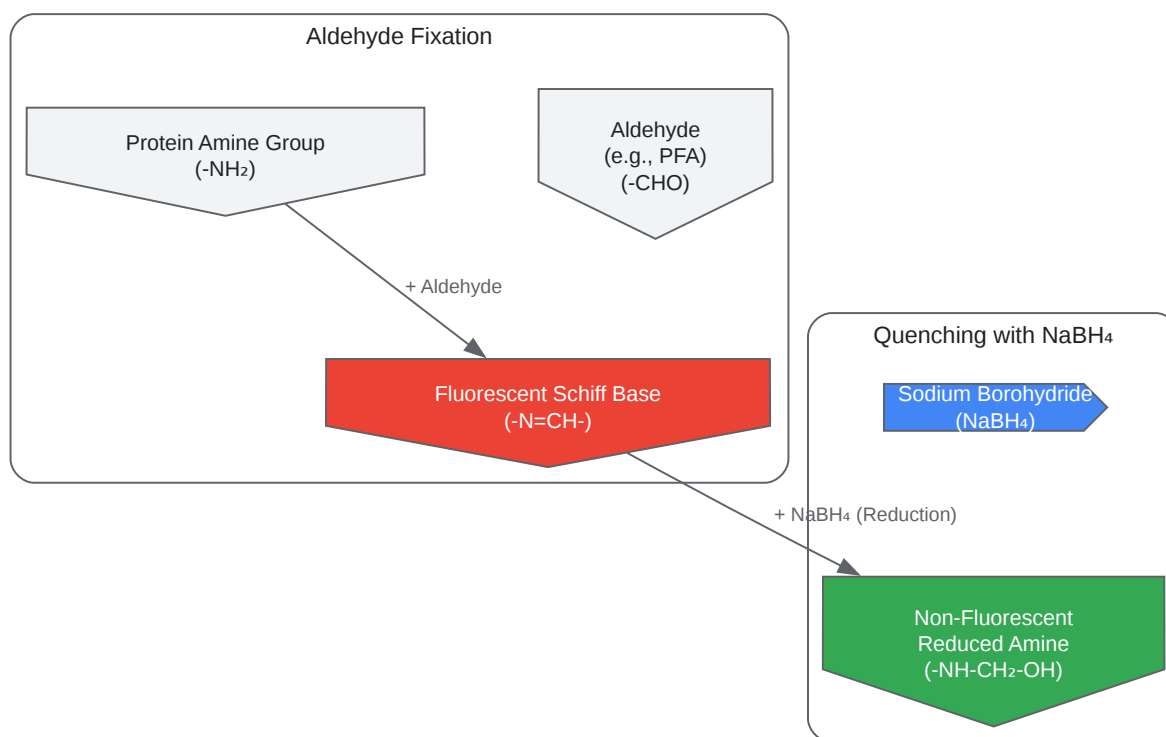 Aldehyde Fixation
Protein Amine Group
(-NH₂)
Aldehyde
(e.g., PFA)
(-CHO)
+ Aldehyde
Fluorescent Schiff Base
(-N=CH-)
Quenching with NaBH₄
Sodium Borohydride
(NaBH₄)
+ NaBH₄ (Reduction)
Non-Fluorescent
Reduced Amine
(-NH-CH₂-OH)